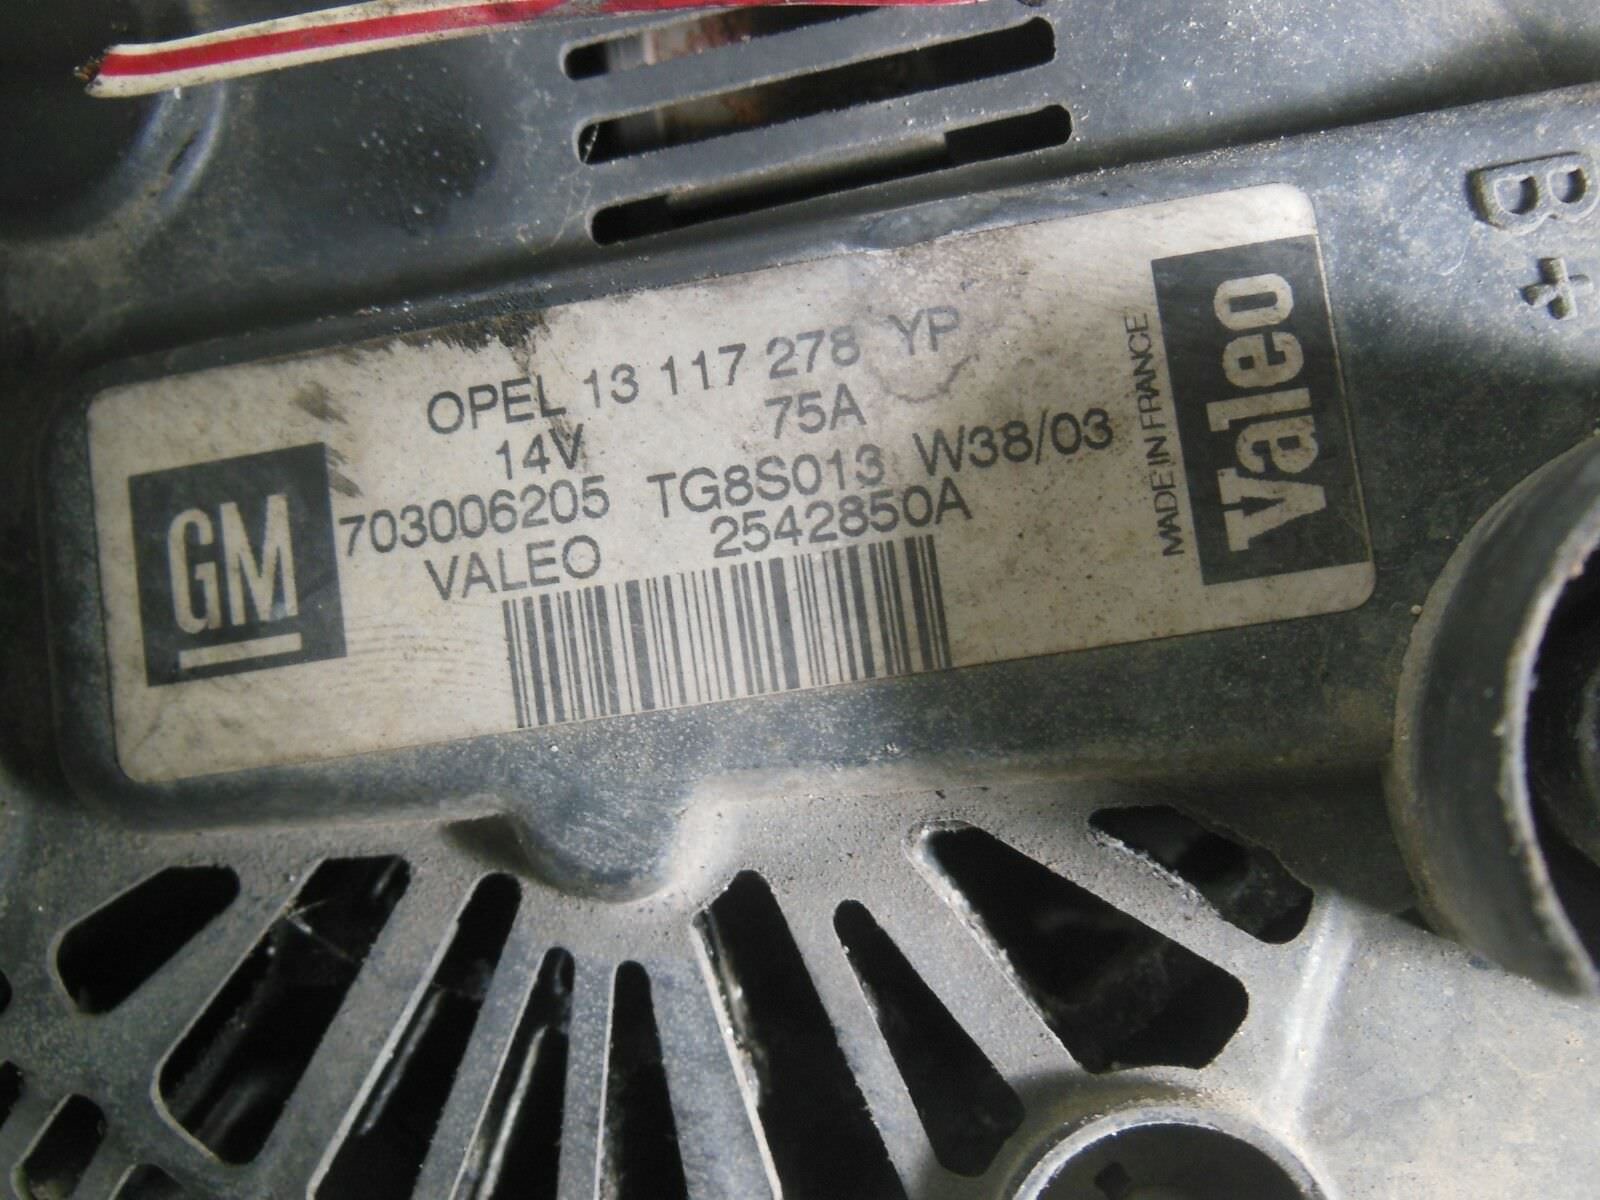 OPEL 13 117 278 YP
14V 75A
703006205 TG8S013 W38/03
VALEO 2542850A
GM
MADE IN FRANCE
Valeo
B+